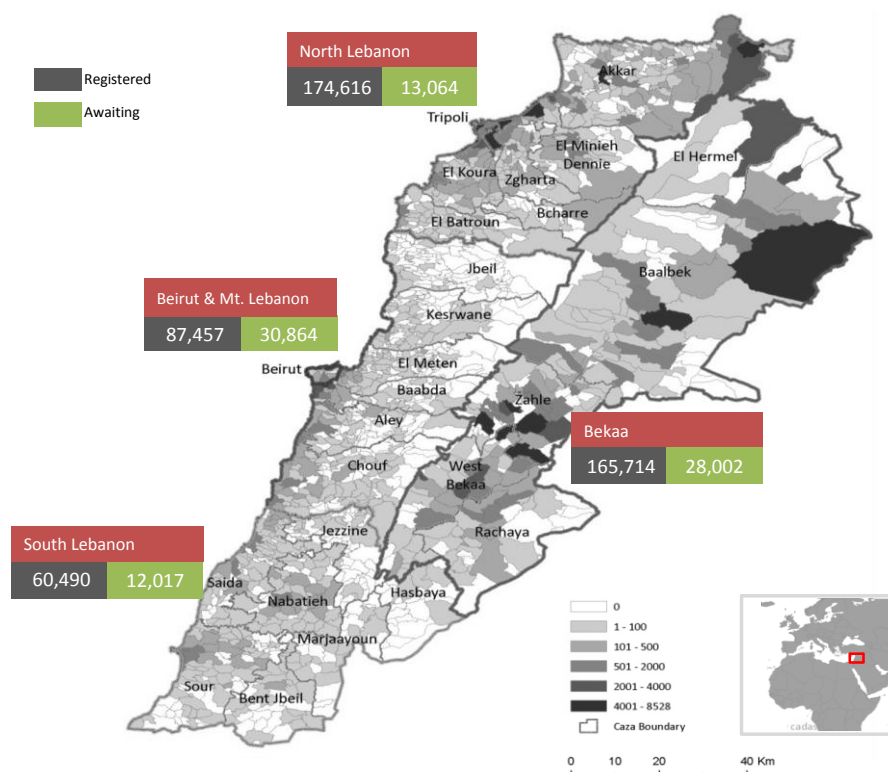 North Lebanon
174,616 13,064
Registered
Awaiting
Akkar
Tripoli
El Minieh
Dennie
El Hermel
El Koura
Zgharta
Bcharre
El Batroun
Jbeil
Baalbek
Beirut & Mt. Lebanon
87,457 30,864
Kesrwane
El Meten
Beirut
Baabda
Zahle
Aley
Bekaa
165,714 28,002
Chouf
West
Bekaa
Jezzine
Rachaya
South Lebanon
60,490 12,017
Saida
Hasbaya
Nabatieh
Marjaayoun
Sour
Bent Jbeil
0
1 - 100
101 - 500
501 - 2000
2001 - 4000
4001 - 8528
Caza Boundary
cadas
0 10 20 40 Km